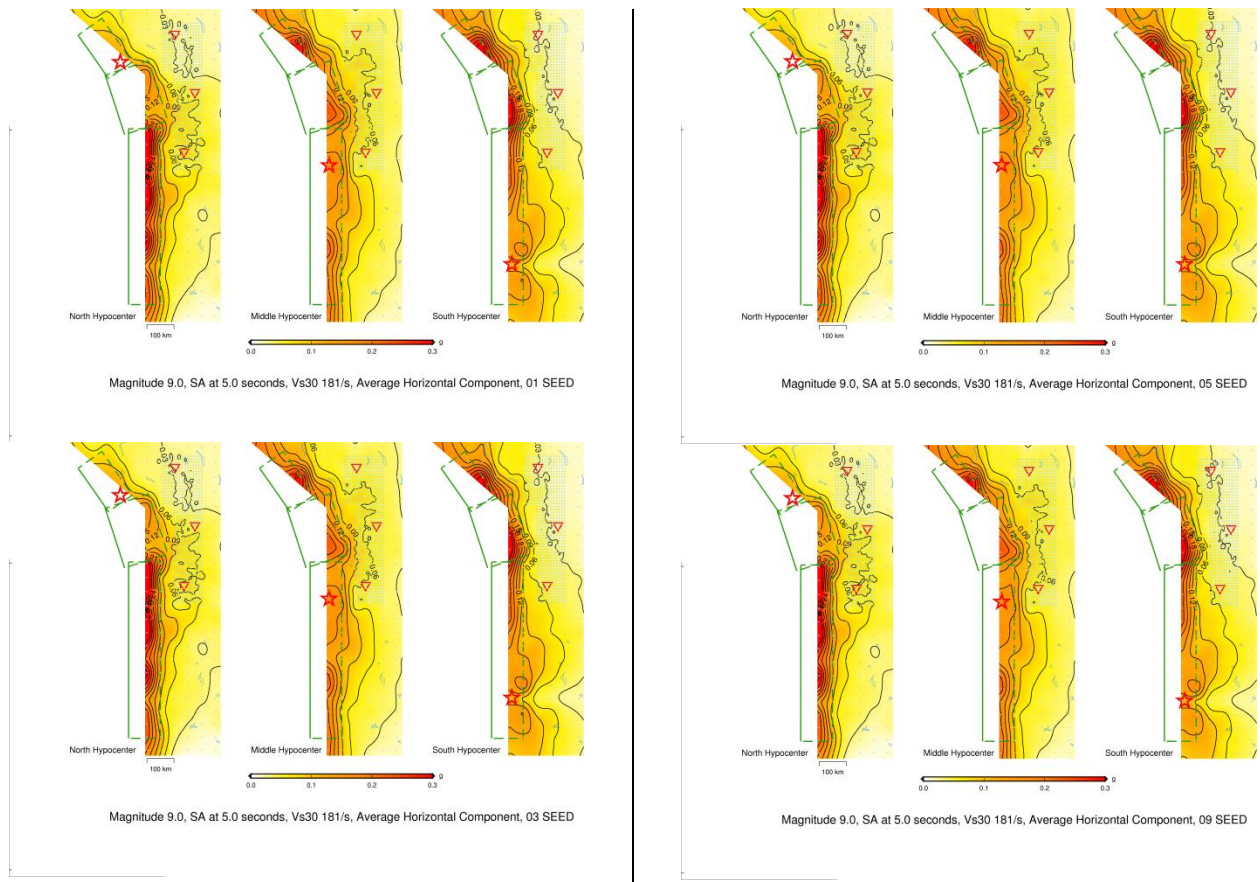 North Hypocenter
Middle Hypocenter
South Hypocenter
100 km
0.0 0.1 0.2 0.3 g
Magnitude 9.0, SA at 5.0 seconds, Vs30 181/s, Average Horizontal Component, 01 SEED
North Hypocenter
Middle Hypocenter
South Hypocenter
100 km
0.0 0.1 0.2 0.3 g
Magnitude 9.0, SA at 5.0 seconds, Vs30 181/s, Average Horizontal Component, 03 SEED
North Hypocenter
Middle Hypocenter
South Hypocenter
100 km
0.0 0.1 0.2 0.3 g
Magnitude 9.0, SA at 5.0 seconds, Vs30 181/s, Average Horizontal Component, 05 SEED
North Hypocenter
Middle Hypocenter
South Hypocenter
100 km
0.0 0.1 0.2 0.3 g
Magnitude 9.0, SA at 5.0 seconds, Vs30 181/s, Average Horizontal Component, 09 SEED